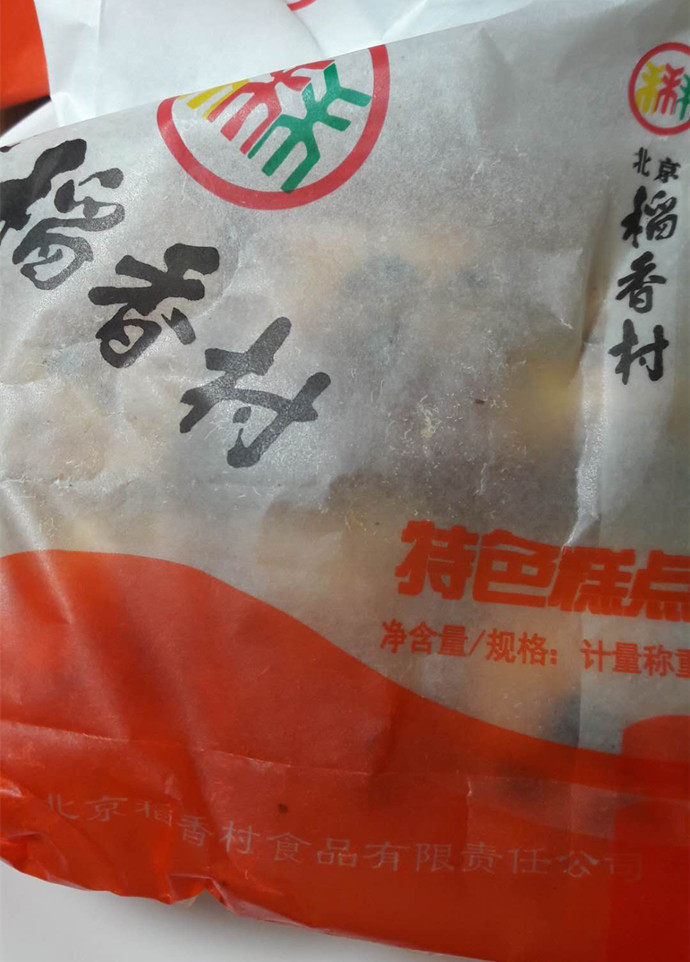 稻香村
北京
稻香村
特色糕点
净含量/规格：计量称重
北京稻香村食品有限责任公司